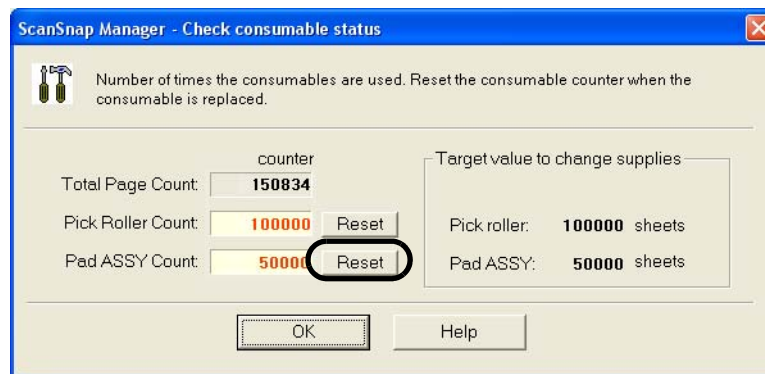 ScanSnap Manager - Check consumable status
Number of times the consumables are used. Reset the consumable counter when the
consumable is replaced.
counter
Total Page Count: 150834
Pick Roller Count: 100000 Reset
Pad ASSY Count: 50000 Reset
Target value to change supplies
Pick roller: 100000 sheets
Pad ASSY: 50000 sheets
OK Help